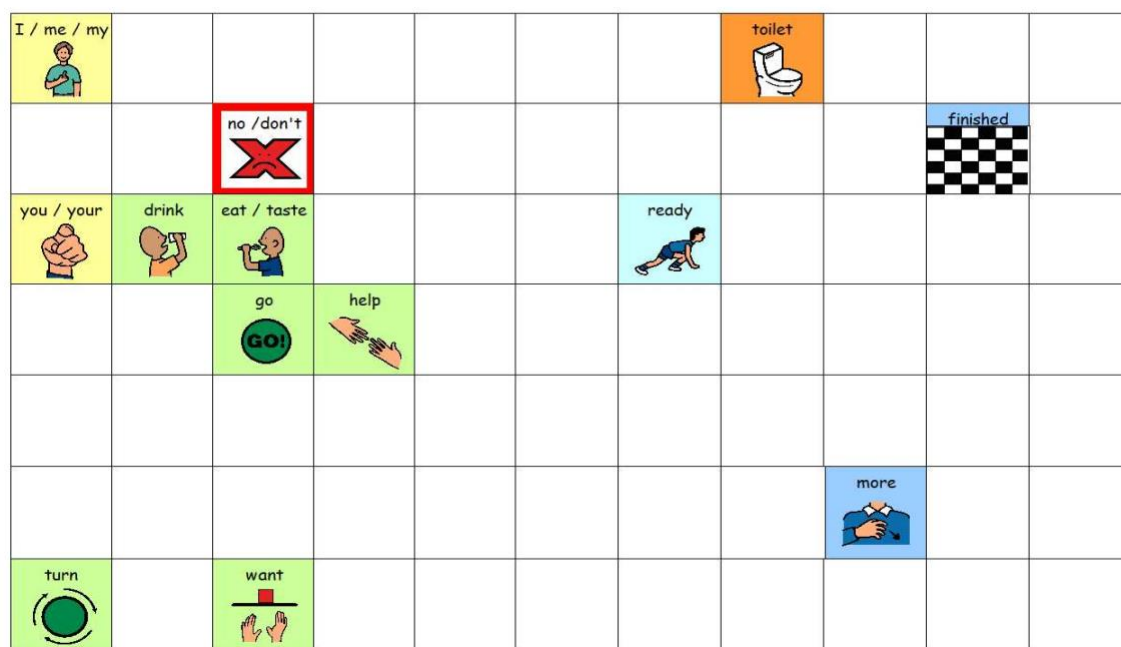 I / me / my
toilet
no /don't
finished
you / your
drink
eat / taste
ready
go
help
GO!
more
turn
want